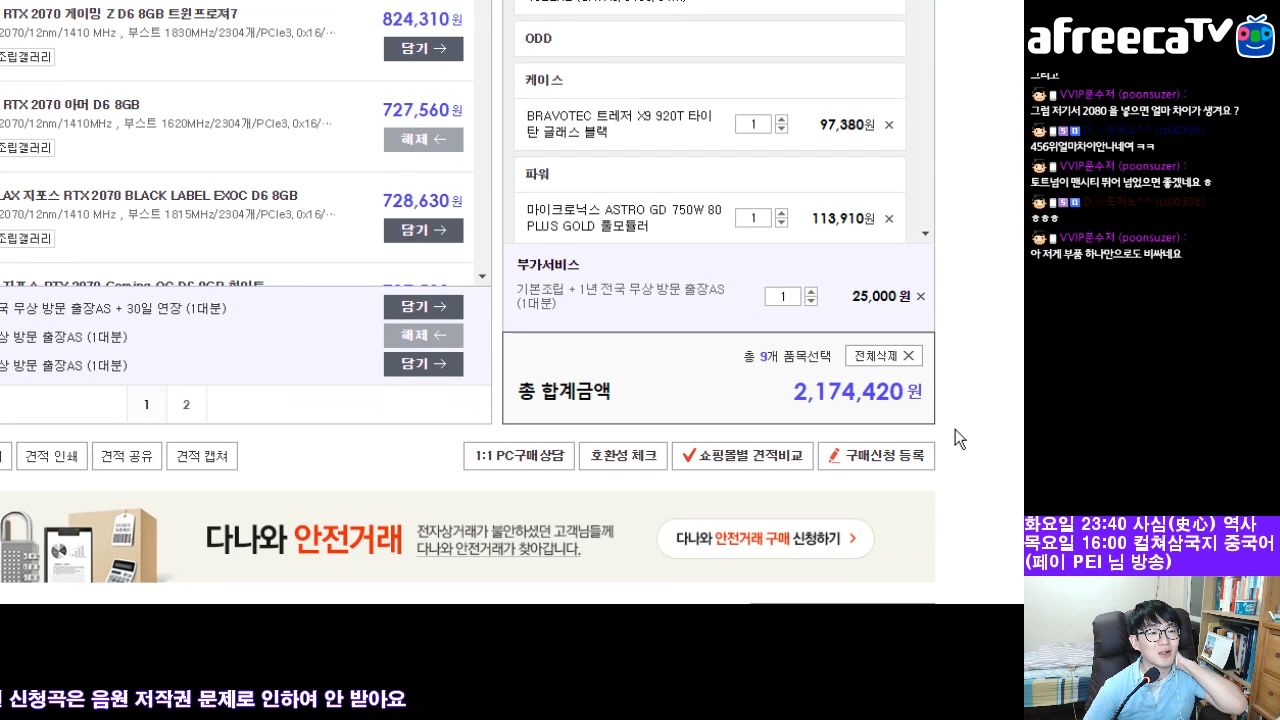 RTX 2070 게이밍 Z D6 8GB 트윈프로져7
824,310원
2070/12nm/1410 MHz , 부스트 1830MHz/2304개/PCIe3, 0x16/···
담기 →
조립갤러리
RTX 2070 아머 D6 8GB
727,560원
2070/12nm/1410MHz , 부스트 1620MHz/2304개/PCIe3, 0x16/···
해제 ←
조립갤러리
LAX 지포스 RTX 2070 BLACK LABEL EXOC D6 8GB
728,630원
2070/12nm/1410 MHz , 부스트 1815MHz/2304개/PCIe3, 0x16/···
담기 →
조립갤러리
국 무상 방문 출장AS + 30일 연장 (1대분)
담기 →
상 방문 출장AS (1대분)
해제 ←
상 방문 출장AS (1대분)
담기 →
1 2
견적 인쇄 견적 공유 견적 캡쳐
ODD
케이스
BRAVOTEC 트레저 X9 920T 타이
탄 글래스 블랙
1 97,380원 ×
파워
마이크로닉스 ASTRO GD 750W 80
PLUS GOLD 풀모듈러
1 113,910원 ×
부가서비스
기본조립 + 1년 전국 무상 방문 출장AS
(1대분)
1 25,000 원 ×
총 9개 품목선택 전체삭제 ×
총 합계금액 2,174,420 원
1:1 PC구매상담 호환성 체크 쇼핑몰별 견적비교 구매신청 등록
다나와 안전거래
전자상거래가 불안하셨던 고객님들께
다나와 안전거래가 찾아갑니다.
다나와 안전거래 구매 신청하기 >
신청곡은 음원 저작권 문제로 인하여 안 받아요
afreecaTV
그리고
VVIP푼수저 (poonsuzer) :
그럼 저기서 2080 을 넣으면 얼마 차이가 생겨요 ?
(st00306) :
456위얼마차이안나네여 ㅋㅋ
VVIP푼수저 (poonsuzer) :
토트넘이 맨시티 뛰어 넘었으면 좋겠네요 ㅎ
(st00306) :
ㅎㅎㅎ
VVIP푼수저 (poonsuzer) :
아 저게 부품 하나만으로도 비싸네요
화요일 23:40 사심(史心) 역사
목요일 16:00 컬쳐삼국지 중국어
(페이 PEI 님 방송)